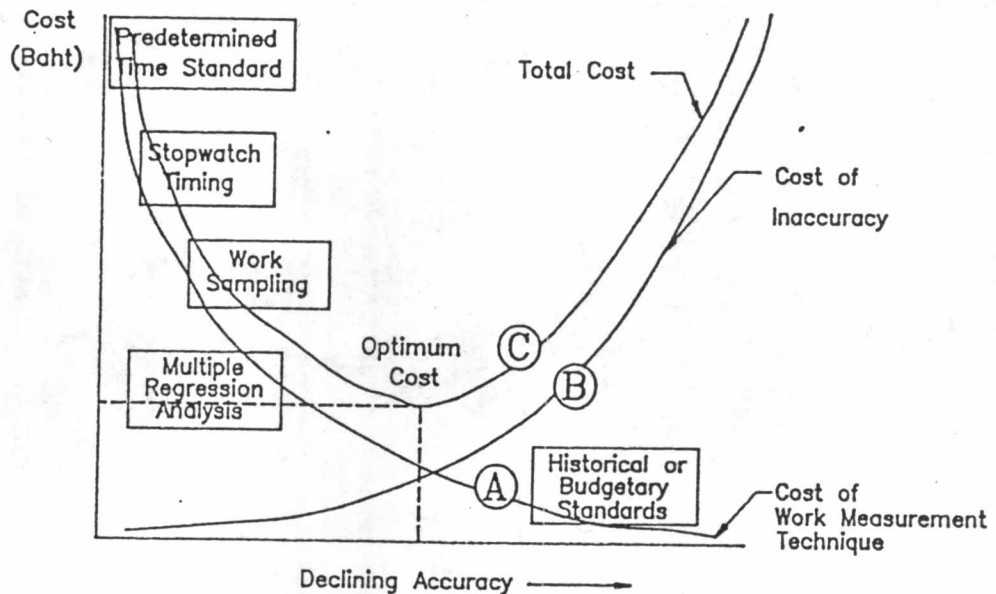 Cost
(Baht)
Predetermined
Time Standard
Total Cost
Stopwatch
Timing
Cost of
Inaccuracy
Work
Sampling
Optimum
Cost
C
Multiple
Regression
Analysis
B
A
Historical or
Budgetary
Standards
Cost of
Work Measurement
Technique
Declining Accuracy